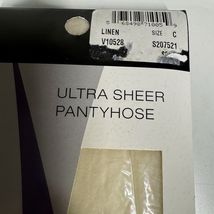 LINEN SIZE C
V10528 S207521
ULTRA SHEER
PANTYHOSE